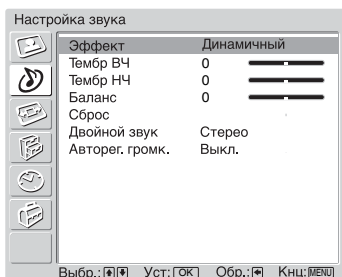 Настройка звука
Эффект Динамичный
Тембр ВЧ 0
Тембр НЧ 0
Баланс 0
Сброс
Двойной звук Стерео
Авторег. громк. Выкл.
Выбр.: Уст: OK Обр.: Кнц: MENU